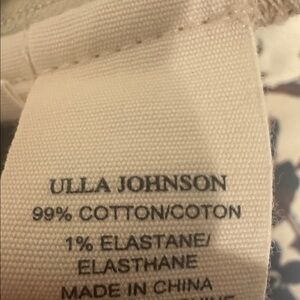 ULLA JOHNSON
99% COTTON/COTON
1% ELASTANE/
ELASTHANE
MADE IN CHINA